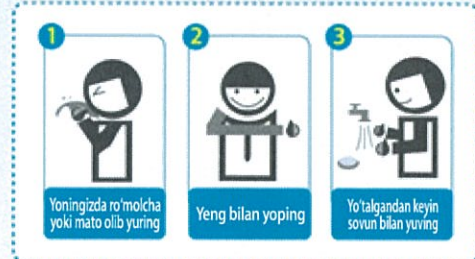 1
Yoningizda ro'molcha
yoki mato olib yuring
2
Yeng bilan yoping
3
Yo'talgandan keyin
sovun bilan yuving